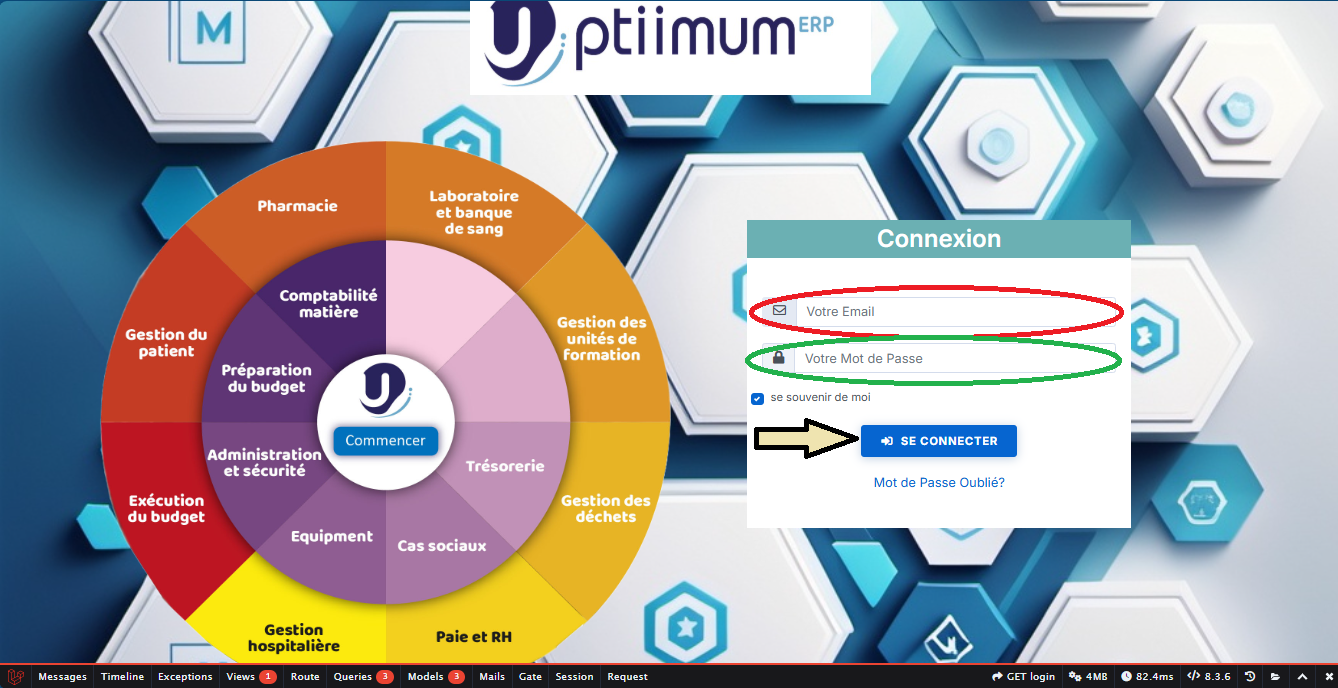 M
ptiimum ERP
Pharmacie
Laboratoire
et banque
de sang
Gestion du
patient
Comptabilité
matière
Gestion des
unités de
formation
Préparation
du budget
Commencer
Administration
et sécurité
Trésorerie
Exécution
du budget
Gestion des
déchets
Equipment
Cas sociaux
Gestion
hospitalière
Paie et RH
Connexion
Votre Email
Votre Mot de Passe
se souvenir de moi
SE CONNECTER
Mot de Passe Oublié?
M
Messages Timeline Exceptions Views 1 Route Queries 3 Models 3 Mails Gate Session Request GET login 4MB 82.4ms 8.3.6